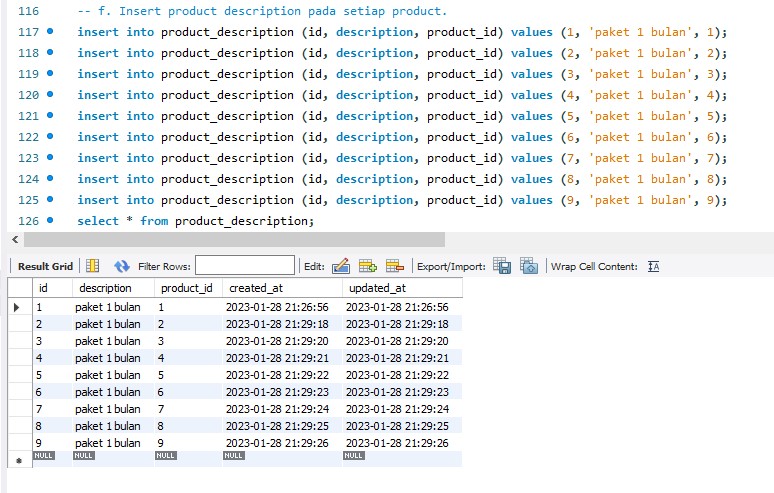 116 -- f. Insert product description pada setiap product.
117 insert into product_description (id, description, product_id) values (1, 'paket 1 bulan', 1);
118 insert into product_description (id, description, product_id) values (2, 'paket 1 bulan', 2);
119 insert into product_description (id, description, product_id) values (3, 'paket 1 bulan', 3);
120 insert into product_description (id, description, product_id) values (4, 'paket 1 bulan', 4);
121 insert into product_description (id, description, product_id) values (5, 'paket 1 bulan', 5);
122 insert into product_description (id, description, product_id) values (6, 'paket 1 bulan', 6);
123 insert into product_description (id, description, product_id) values (7, 'paket 1 bulan', 7);
124 insert into product_description (id, description, product_id) values (8, 'paket 1 bulan', 8);
125 insert into product_description (id, description, product_id) values (9, 'paket 1 bulan', 9);
126 select * from product_description;
Result Grid Filter Rows: Edit: Export/Import: Wrap Cell Content:
id description product_id created_at updated_at
1 paket 1 bulan 1 2023-01-28 21:26:56 2023-01-28 21:26:56
2 paket 1 bulan 2 2023-01-28 21:29:18 2023-01-28 21:29:18
3 paket 1 bulan 3 2023-01-28 21:29:20 2023-01-28 21:29:20
4 paket 1 bulan 4 2023-01-28 21:29:21 2023-01-28 21:29:21
5 paket 1 bulan 5 2023-01-28 21:29:22 2023-01-28 21:29:22
6 paket 1 bulan 6 2023-01-28 21:29:23 2023-01-28 21:29:23
7 paket 1 bulan 7 2023-01-28 21:29:24 2023-01-28 21:29:24
8 paket 1 bulan 8 2023-01-28 21:29:25 2023-01-28 21:29:25
9 paket 1 bulan 9 2023-01-28 21:29:26 2023-01-28 21:29:26
NULL NULL NULL NULL NULL